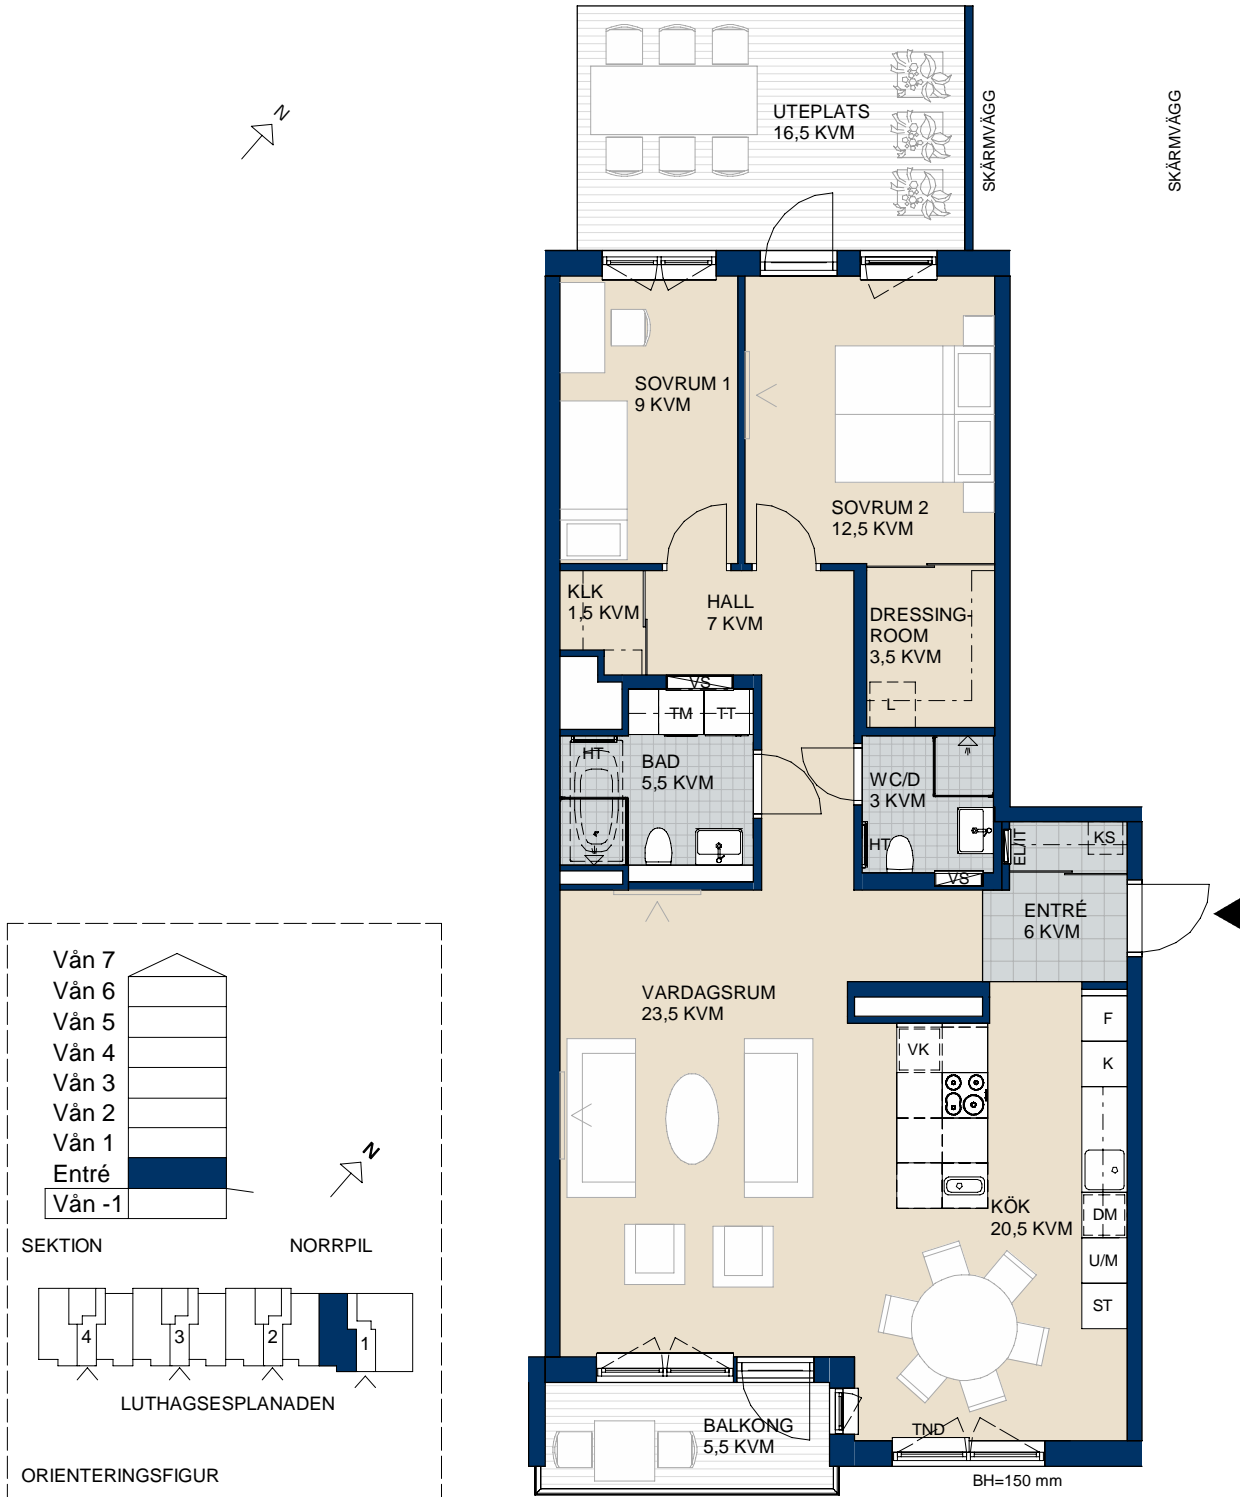 N
UTEPLATS
16,5 KVM
SKÄRMVÄGG
SKÄRMVÄGG
SOVRUM 1
9 KVM
SOVRUM 2
12,5 KVM
KLK
1,5 KVM
HALL
7 KVM
DRESSING-
ROOM
3,5 KVM
L
VS
TM
TT
HT
BAD
5,5 KVM
WC/D
3 KVM
HT
VS
EL/IT
KS
ENTRÉ
6 KVM
VARDAGSRUM
23,5 KVM
VK
F
K
KÖK
20,5 KVM
DM
U/M
ST
TND
BALKONG
5,5 KVM
BH=150 mm
Vån 7
Vån 6
Vån 5
Vån 4
Vån 3
Vån 2
Vån 1
Entré
Vån -1
N
SEKTION
NORRPIL
4
3
2
1
LUTHAGSESPLANADEN
ORIENTERINGSFIGUR